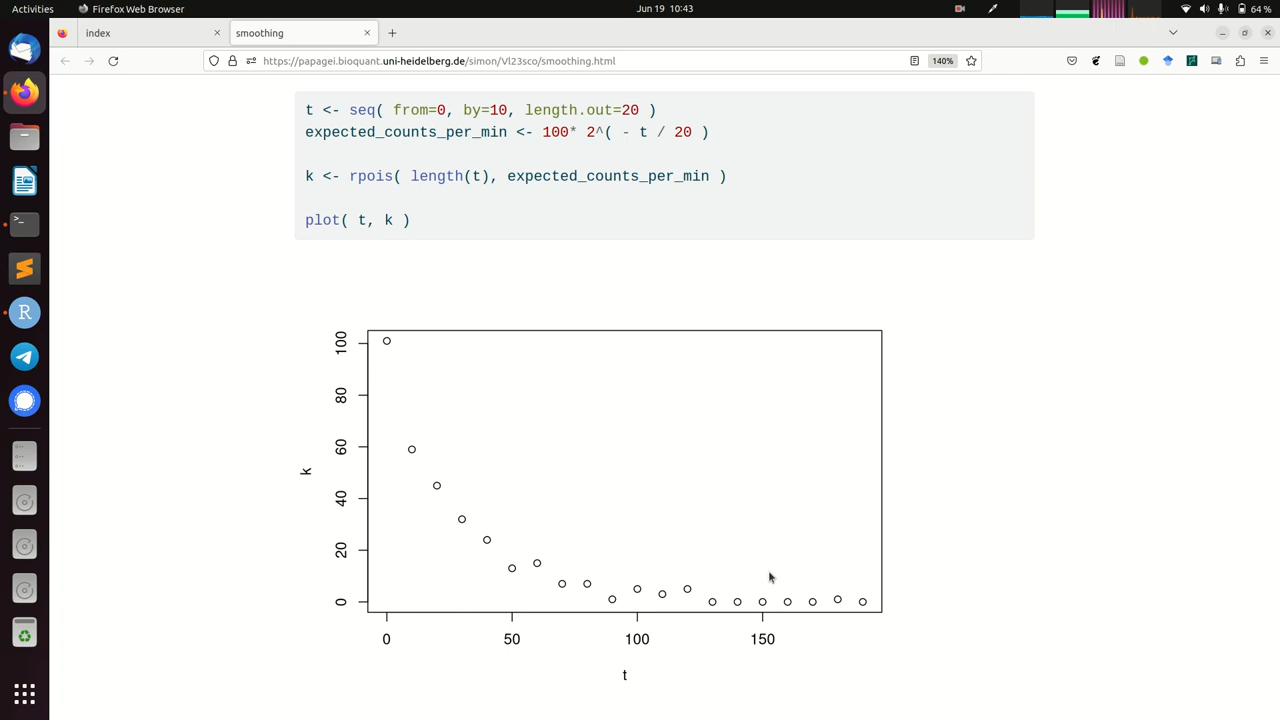 Activities
Firefox Web Browser
Jun 19 10:43
64 %
index
smoothing
https://papagei.bioquant.uni-heidelberg.de/simon/Vl23sco/smoothing.html
140%
t <- seq( from=0, by=10, length.out=20 )
expected_counts_per_min <- 100* 2^( - t / 20 )
k <- rpois( length(t), expected_counts_per_min )
plot( t, k )
100
80
60
40
20
0
k
0 50 100 150
t